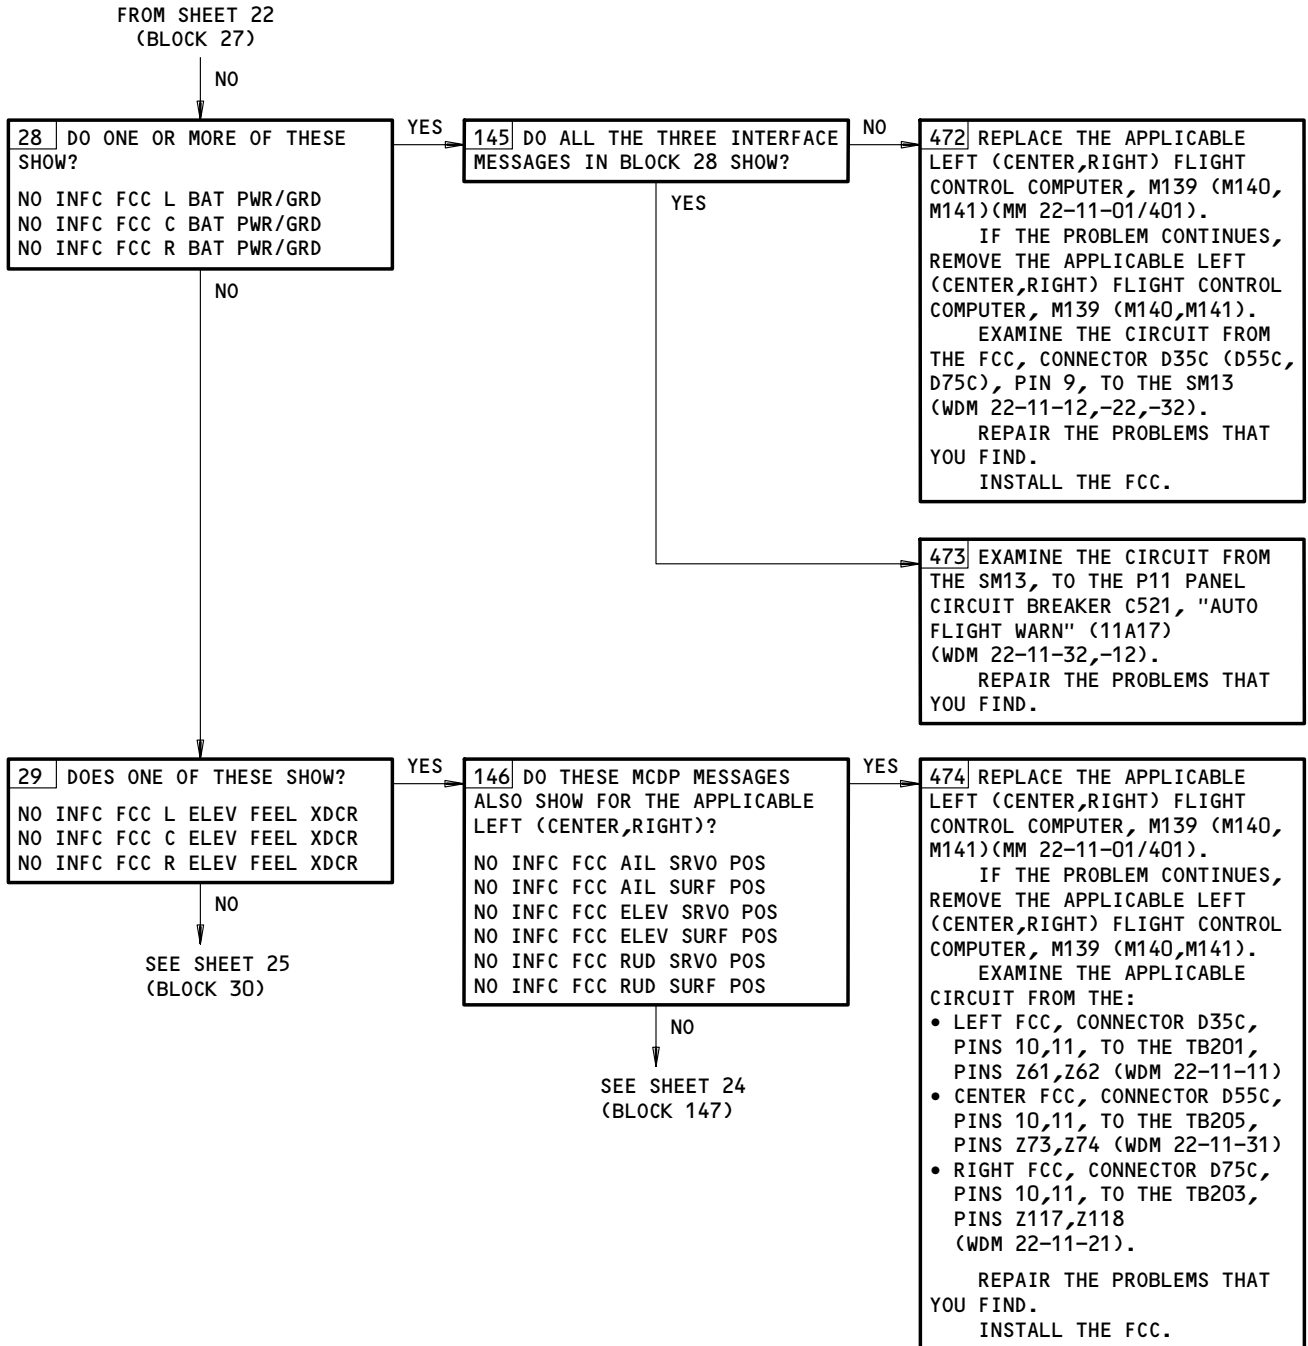 FROM SHEET 22
(BLOCK 27)
NO
28 DO ONE OR MORE OF THESE
SHOW?
NO INFC FCC L BAT PWR/GRD
NO INFC FCC C BAT PWR/GRD
NO INFC FCC R BAT PWR/GRD
YES
145 DO ALL THE THREE INTERFACE
MESSAGES IN BLOCK 28 SHOW?
NO
472 REPLACE THE APPLICABLE
LEFT (CENTER,RIGHT) FLIGHT
CONTROL COMPUTER, M139 (M140,
M141)(MM 22-11-01/401).
IF THE PROBLEM CONTINUES,
REMOVE THE APPLICABLE LEFT
(CENTER,RIGHT) FLIGHT CONTROL
COMPUTER, M139 (M140,M141).
EXAMINE THE CIRCUIT FROM
THE FCC, CONNECTOR D35C (D55C,
D75C), PIN 9, TO THE SM13
(WDM 22-11-12,-22,-32).
REPAIR THE PROBLEMS THAT
YOU FIND.
INSTALL THE FCC.
YES
NO
473 EXAMINE THE CIRCUIT FROM
THE SM13, TO THE P11 PANEL
CIRCUIT BREAKER C521, "AUTO
FLIGHT WARN" (11A17)
(WDM 22-11-32,-12).
REPAIR THE PROBLEMS THAT
YOU FIND.
29 DOES ONE OF THESE SHOW?
NO INFC FCC L ELEV FEEL XDCR
NO INFC FCC C ELEV FEEL XDCR
NO INFC FCC R ELEV FEEL XDCR
YES
146 DO THESE MCDP MESSAGES
ALSO SHOW FOR THE APPLICABLE
LEFT (CENTER,RIGHT)?
NO INFC FCC AIL SRVO POS
NO INFC FCC AIL SURF POS
NO INFC FCC ELEV SRVO POS
NO INFC FCC ELEV SURF POS
NO INFC FCC RUD SRVO POS
NO INFC FCC RUD SURF POS
YES
474 REPLACE THE APPLICABLE
LEFT (CENTER,RIGHT) FLIGHT
CONTROL COMPUTER, M139 (M140,
M141)(MM 22-11-01/401).
IF THE PROBLEM CONTINUES,
REMOVE THE APPLICABLE LEFT
(CENTER,RIGHT) FLIGHT CONTROL
COMPUTER, M139 (M140,M141).
EXAMINE THE APPLICABLE
CIRCUIT FROM THE:
• LEFT FCC, CONNECTOR D35C,
PINS 10,11, TO THE TB201,
PINS Z61,Z62 (WDM 22-11-11)
• CENTER FCC, CONNECTOR D55C,
PINS 10,11, TO THE TB205,
PINS Z73,Z74 (WDM 22-11-31)
• RIGHT FCC, CONNECTOR D75C,
PINS 10,11, TO THE TB203,
PINS Z117,Z118
(WDM 22-11-21).
REPAIR THE PROBLEMS THAT
YOU FIND.
INSTALL THE FCC.
NO
SEE SHEET 25
(BLOCK 30)
NO
SEE SHEET 24
(BLOCK 147)